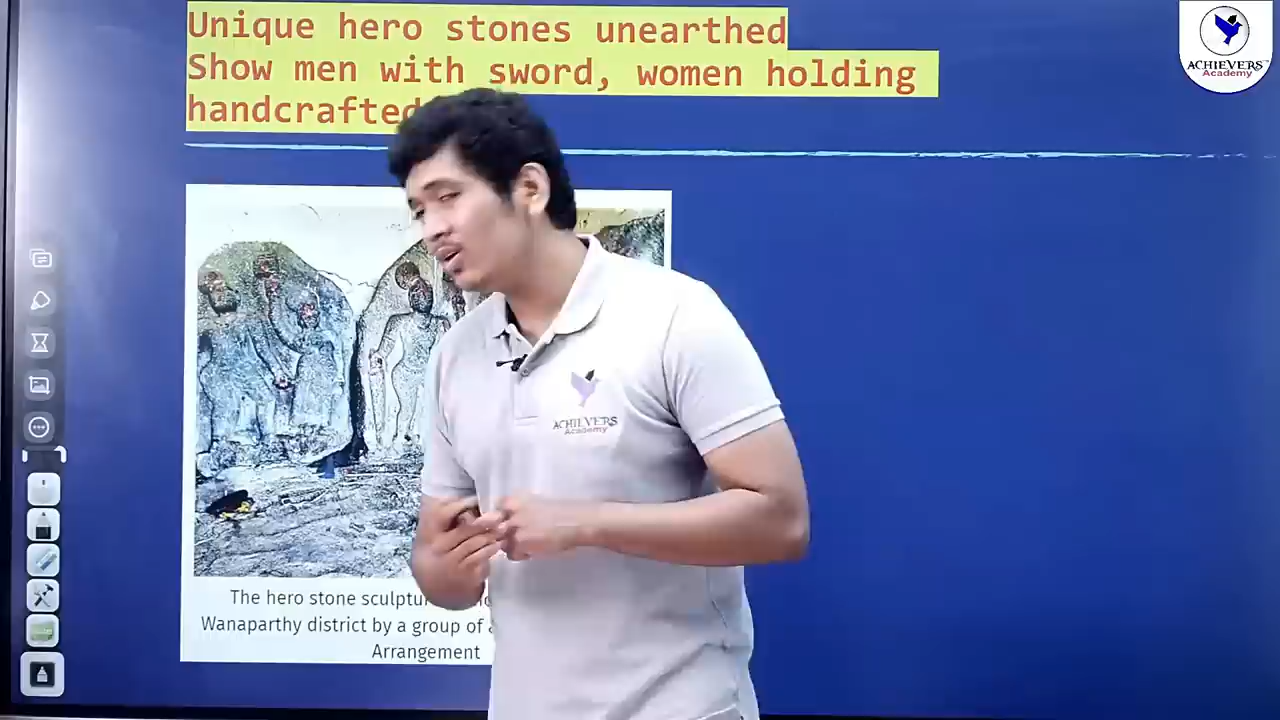 Unique hero stones unearthed
Show men with sword, women holding
handcrafted
ACHIEVERS
Academy
ACHIEVERS
Academy
The hero stone
Wanaparthy district by a group of
Arrangement